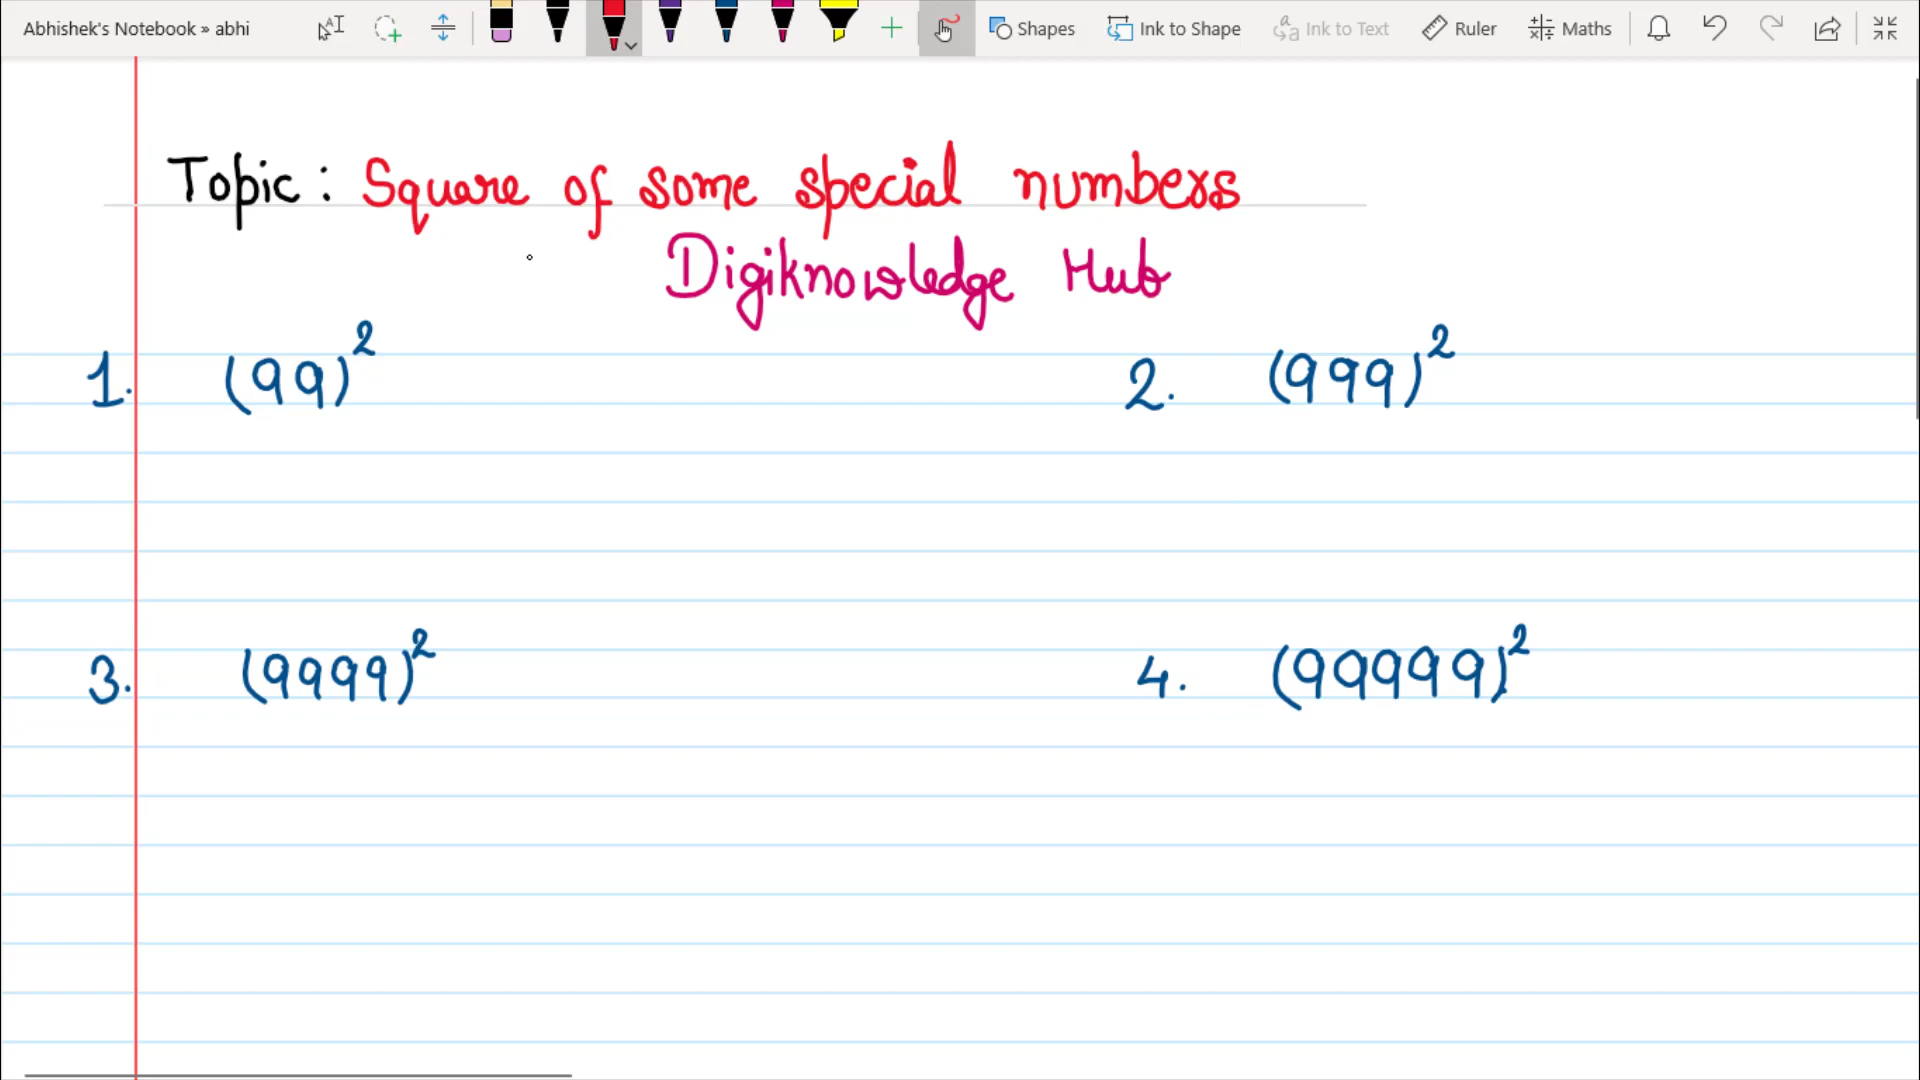 Abhishek's Notebook » abhi Shapes Ink to Shape Ink to Text Ruler Maths
Topic: Square of some special numbers
Digiknowledge Hub
1. (99)² 2. (999)²
3. (9999)² 4. (99999)²